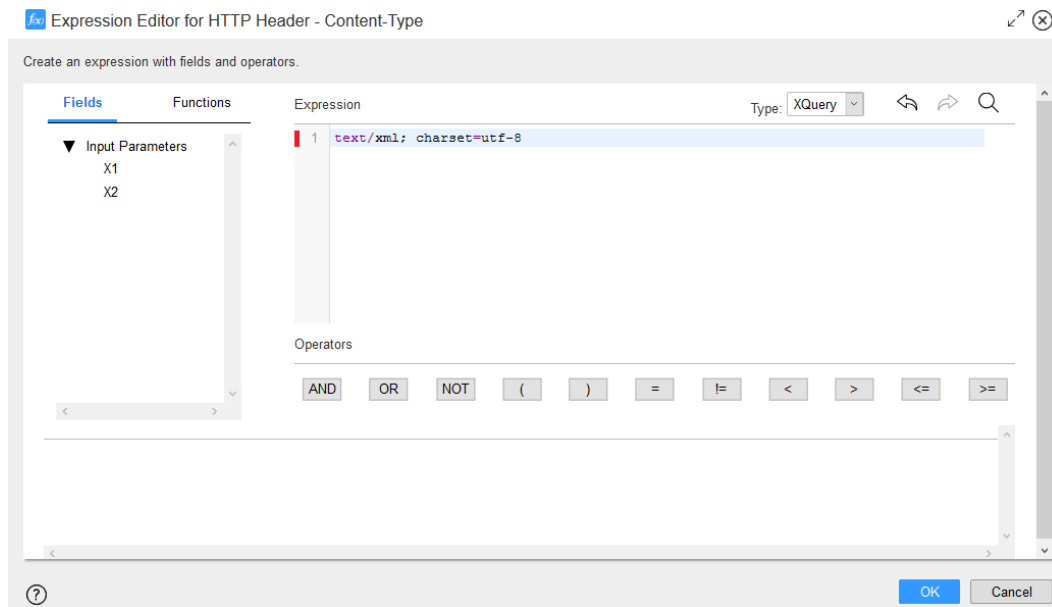 fxx Expression Editor for HTTP Header - Content-Type
Create an expression with fields and operators.
Fields Functions Expression Type: XQuery
Input Parameters
X1
X2
1 text/xml; charset=utf-8
Operators
AND OR NOT ( ) = != < > <= >=
? OK Cancel